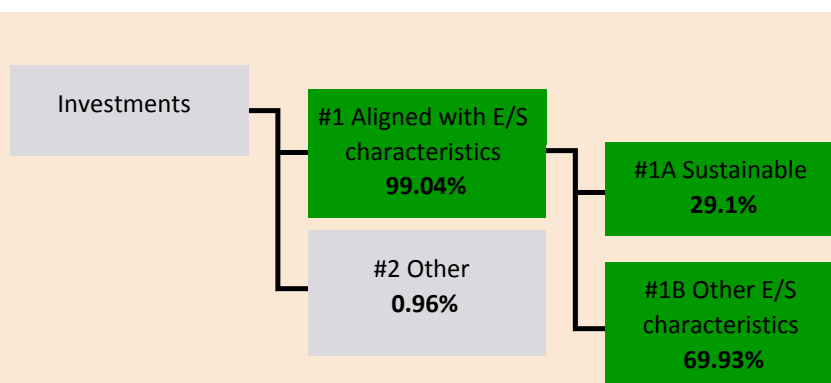 Investments
#1 Aligned with E/S
characteristics
99.04%
#2 Other
0.96%
#1A Sustainable
29.1%
#1B Other E/S
characteristics
69.93%